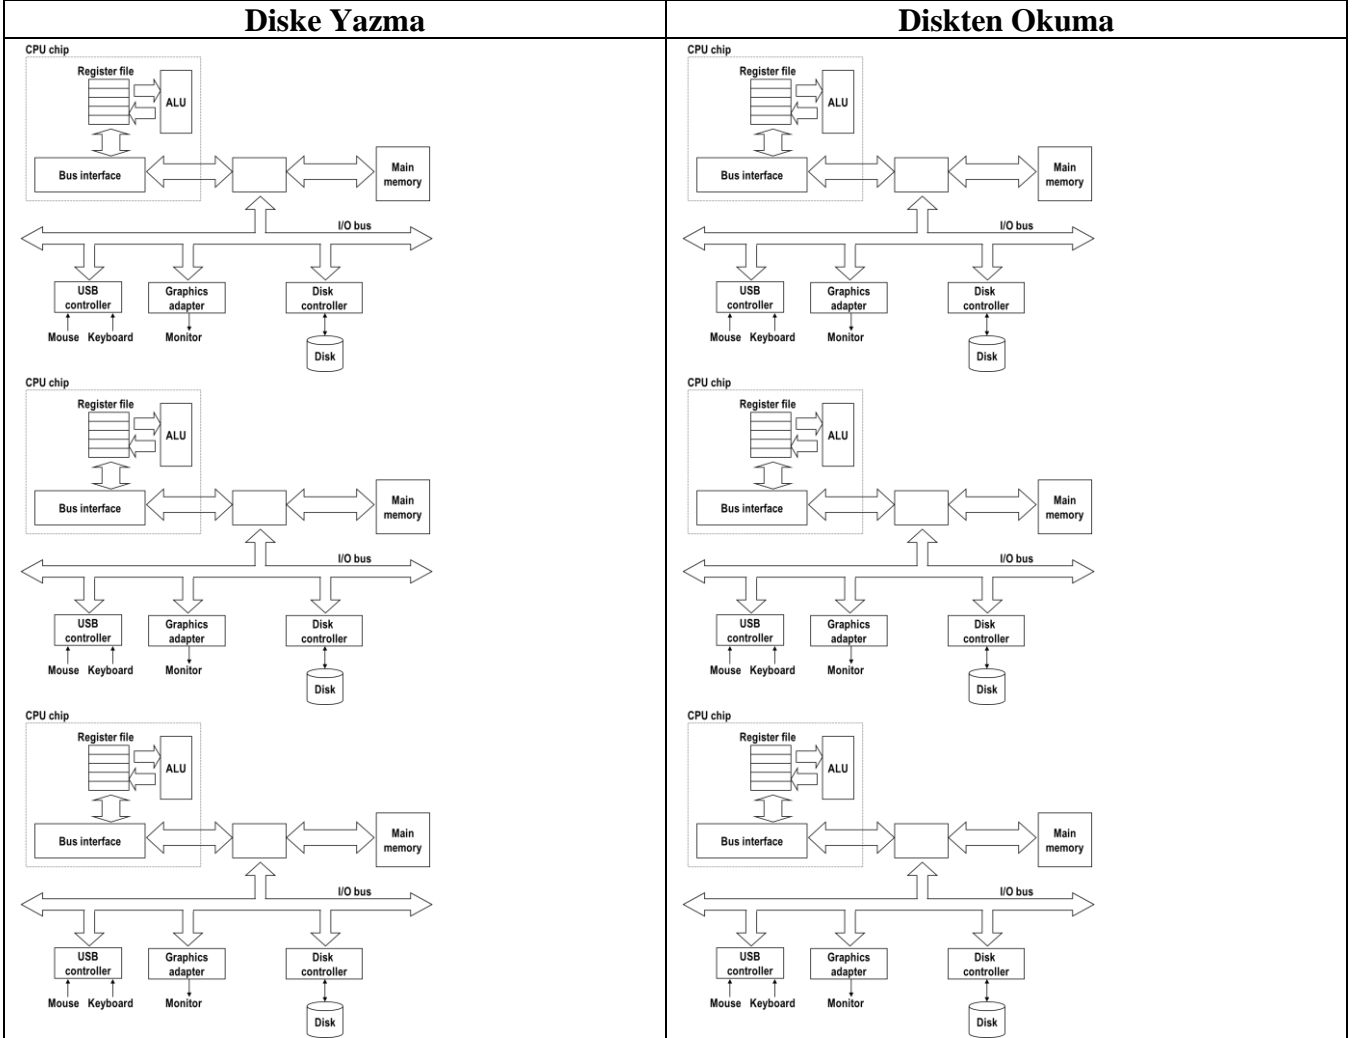 Diske Yazma
Diskten Okuma
CPU chip
Register file
ALU
Bus interface
Main
memory
I/O bus
USB
controller
Graphics
adapter
Disk
controller
Mouse Keyboard
Monitor
Disk
CPU chip
Register file
ALU
Bus interface
Main
memory
I/O bus
USB
controller
Graphics
adapter
Disk
controller
Mouse Keyboard
Monitor
Disk
CPU chip
Register file
ALU
Bus interface
Main
memory
I/O bus
USB
controller
Graphics
adapter
Disk
controller
Mouse Keyboard
Monitor
Disk
CPU chip
Register file
ALU
Bus interface
Main
memory
I/O bus
USB
controller
Graphics
adapter
Disk
controller
Mouse Keyboard
Monitor
Disk
CPU chip
Register file
ALU
Bus interface
Main
memory
I/O bus
USB
controller
Graphics
adapter
Disk
controller
Mouse Keyboard
Monitor
Disk
CPU chip
Register file
ALU
Bus interface
Main
memory
I/O bus
USB
controller
Graphics
adapter
Disk
controller
Mouse Keyboard
Monitor
Disk